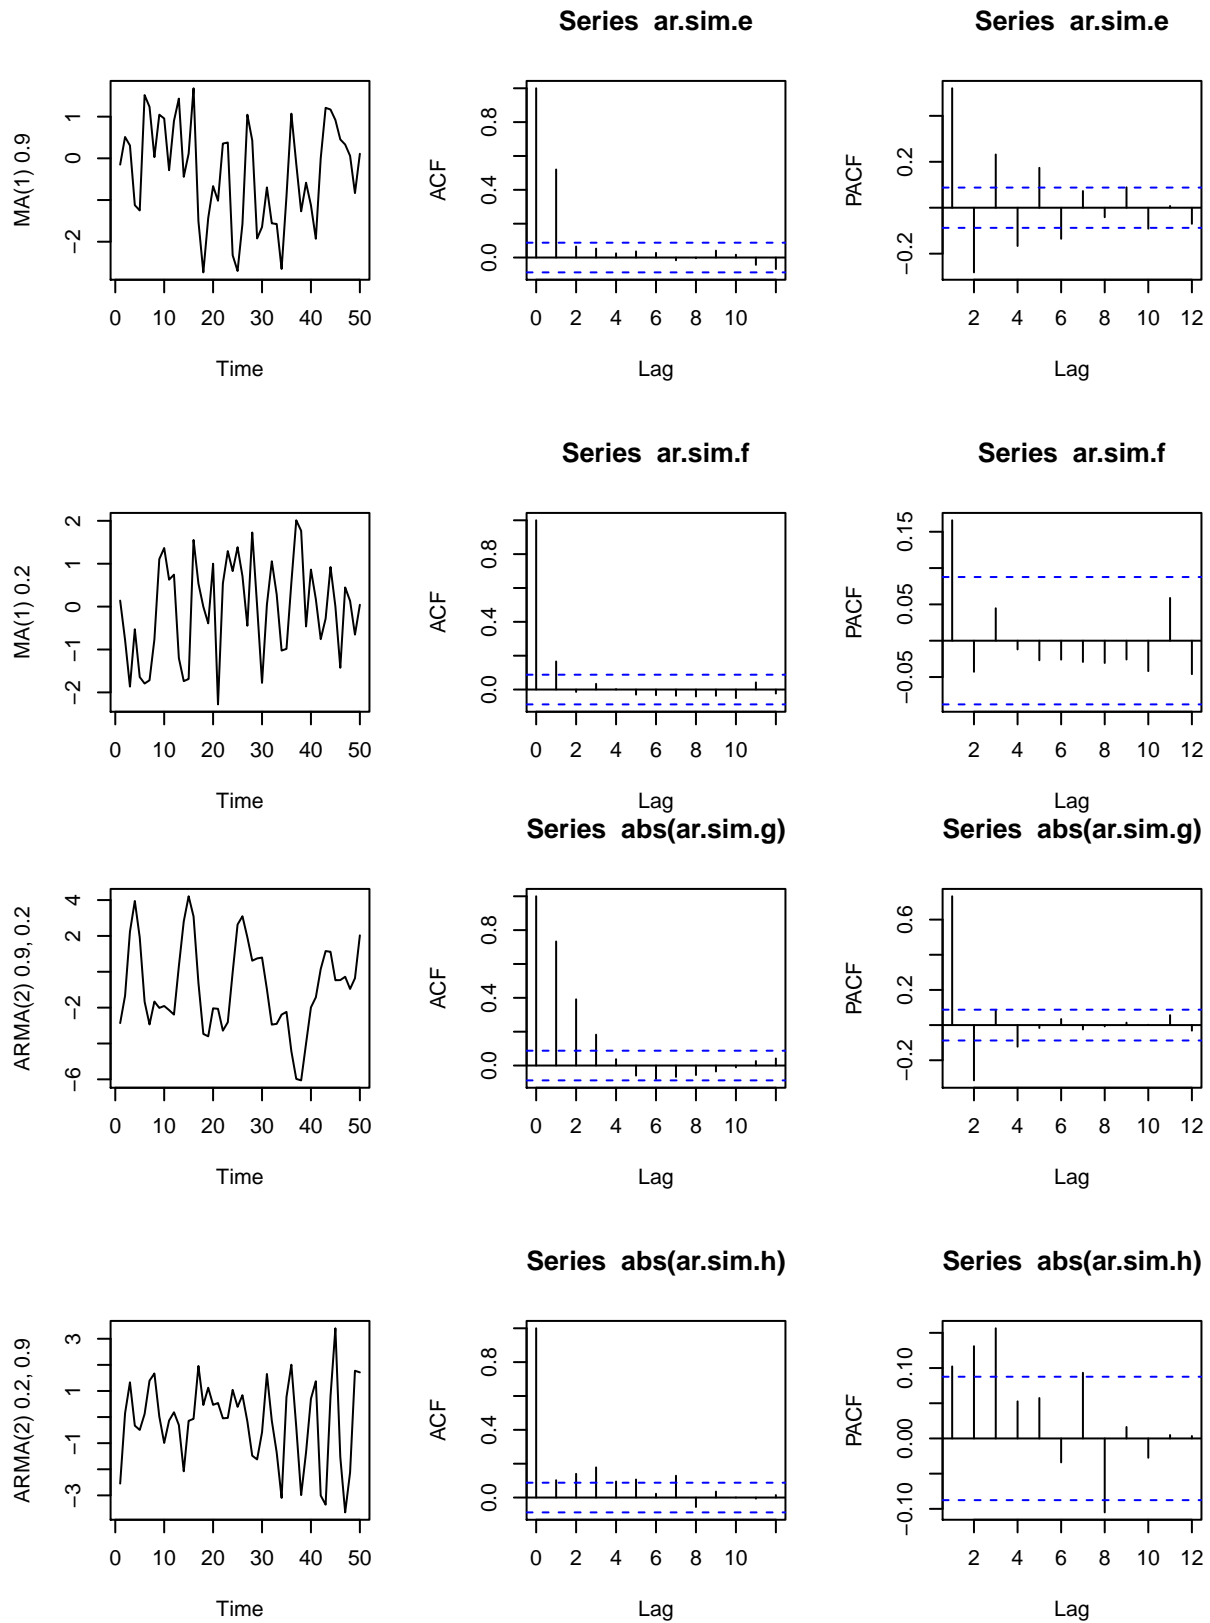 Series ar.sim.e
Series ar.sim.e
MA(1) 0.9
−2
0
1
0 10 20 30 40 50
Time
ACF
0.0
0.4
0.8
0 2 4 6 8 10
Lag
PACF
−0.2
0.2
2 4 6 8 10 12
Lag
Series ar.sim.f
Series ar.sim.f
MA(1) 0.2
−2
−1
0
1
2
0 10 20 30 40 50
Time
ACF
0.0
0.4
0.8
0 2 4 6 8 10
Lag
PACF
−0.05
0.05
0.15
2 4 6 8 10 12
Lag
Series abs(ar.sim.g)
Series abs(ar.sim.g)
ARMA(2) 0.9, 0.2
−6
−2
2
4
0 10 20 30 40 50
Time
ACF
0.0
0.4
0.8
0 2 4 6 8 10
Lag
PACF
−0.2
0.2
0.6
2 4 6 8 10 12
Lag
Series abs(ar.sim.h)
Series abs(ar.sim.h)
ARMA(2) 0.2, 0.9
−3
−1
1
3
0 10 20 30 40 50
Time
ACF
0.0
0.4
0.8
0 2 4 6 8 10
Lag
PACF
−0.10
0.00
0.10
2 4 6 8 10 12
Lag